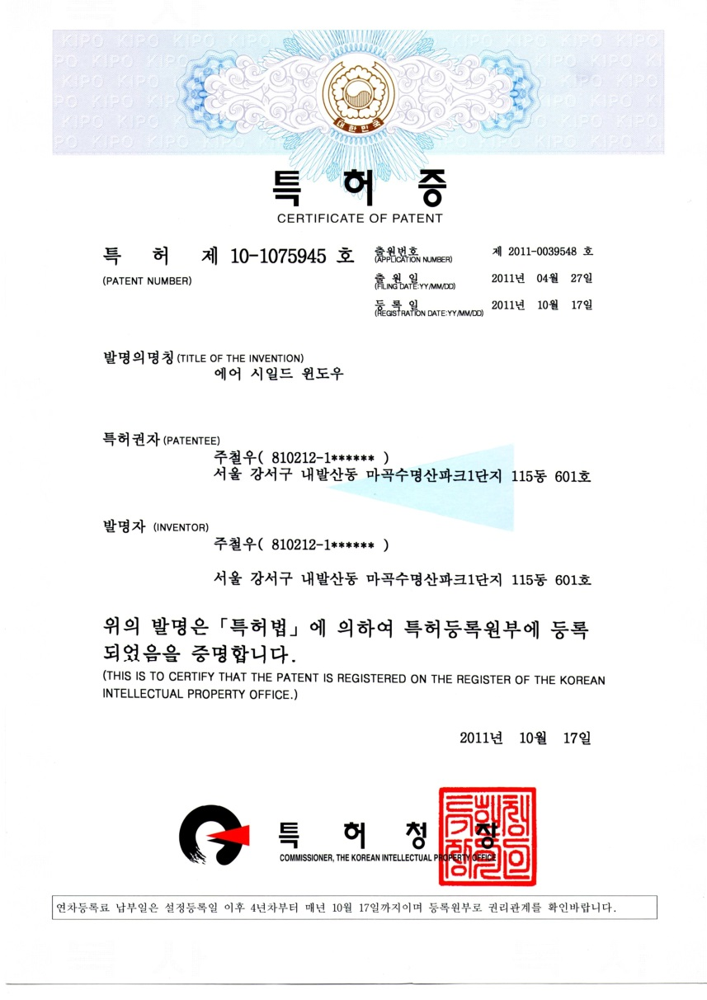 KIPO KIPO KIPO KIPO KIPO
대한민국
특 허 증
CERTIFICATE OF PATENT
특 허 제 10-1075945 호
(PATENT NUMBER)
출원번호 제 2011-0039548 호
(APPLICATION NUMBER)
출 원 일 2011년 04월 27일
(FILING DATE:YY/MM/DD)
등 록 일 2011년 10월 17일
(REGISTRATION DATE:YY/MM/DD)
발명의명칭 (TITLE OF THE INVENTION)
에어 시일드 윈도우
특허권자 (PATENTEE)
주철우( 810212-1****** )
서울 강서구 내발산동 마곡수명산파크1단지 115동 601호
발명자 (INVENTOR)
주철우( 810212-1****** )
서울 강서구 내발산동 마곡수명산파크1단지 115동 601호
위의 발명은 「특허법」에 의하여 특허등록원부에 등록
되었음을 증명합니다.
(THIS IS TO CERTIFY THAT THE PATENT IS REGISTERED ON THE REGISTER OF THE KOREAN
INTELLECTUAL PROPERTY OFFICE.)
2011년 10월 17일
특 허 청 장
COMMISSIONER, THE KOREAN INTELLECTUAL PROPERTY OFFICE
연차등록료 납부일은 설정등록일 이후 4년차부터 매년 10월 17일까지이며 등록원부로 권리관계를 확인바랍니다.